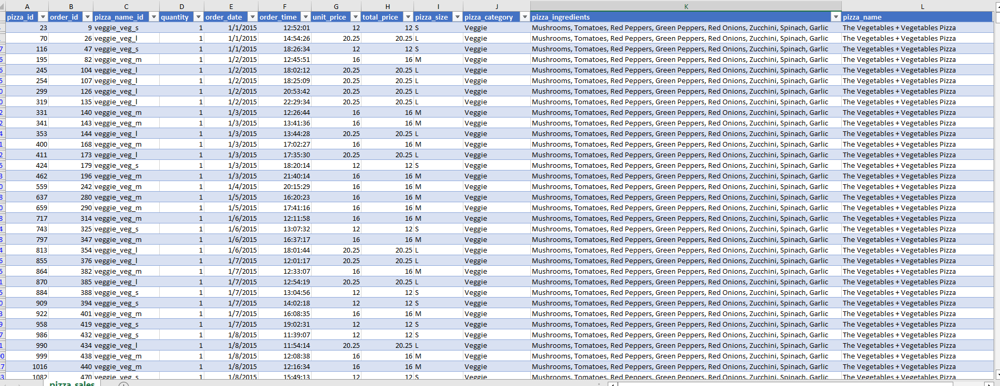 A B C D E F G H I J K L
pizza_id order_id pizza_name_id quantity order_date order_time unit_price total_price pizza_size pizza_category pizza_ingredients pizza_name
23 9 veggie_veg_s 1 1/1/2015 12:52:01 12 12 S Veggie Mushrooms, Tomatoes, Red Peppers, Green Peppers, Red Onions, Zucchini, Spinach, Garlic The Vegetables + Vegetables Pizza
70 26 veggie_veg_l 1 1/1/2015 14:54:26 20.25 20.25 L Veggie Mushrooms, Tomatoes, Red Peppers, Green Peppers, Red Onions, Zucchini, Spinach, Garlic The Vegetables + Vegetables Pizza
116 47 veggie_veg_s 1 1/1/2015 18:26:34 12 12 S Veggie Mushrooms, Tomatoes, Red Peppers, Green Peppers, Red Onions, Zucchini, Spinach, Garlic The Vegetables + Vegetables Pizza
195 82 veggie_veg_m 1 1/2/2015 12:45:51 16 16 M Veggie Mushrooms, Tomatoes, Red Peppers, Green Peppers, Red Onions, Zucchini, Spinach, Garlic The Vegetables + Vegetables Pizza
245 104 veggie_veg_l 1 1/2/2015 18:02:12 20.25 20.25 L Veggie Mushrooms, Tomatoes, Red Peppers, Green Peppers, Red Onions, Zucchini, Spinach, Garlic The Vegetables + Vegetables Pizza
254 107 veggie_veg_l 1 1/2/2015 18:25:09 20.25 20.25 L Veggie Mushrooms, Tomatoes, Red Peppers, Green Peppers, Red Onions, Zucchini, Spinach, Garlic The Vegetables + Vegetables Pizza
299 126 veggie_veg_l 1 1/2/2015 20:53:42 20.25 20.25 L Veggie Mushrooms, Tomatoes, Red Peppers, Green Peppers, Red Onions, Zucchini, Spinach, Garlic The Vegetables + Vegetables Pizza
319 135 veggie_veg_l 1 1/2/2015 22:29:34 20.25 20.25 L Veggie Mushrooms, Tomatoes, Red Peppers, Green Peppers, Red Onions, Zucchini, Spinach, Garlic The Vegetables + Vegetables Pizza
331 140 veggie_veg_m 1 1/3/2015 12:26:44 16 16 M Veggie Mushrooms, Tomatoes, Red Peppers, Green Peppers, Red Onions, Zucchini, Spinach, Garlic The Vegetables + Vegetables Pizza
341 143 veggie_veg_m 1 1/3/2015 13:41:36 16 16 M Veggie Mushrooms, Tomatoes, Red Peppers, Green Peppers, Red Onions, Zucchini, Spinach, Garlic The Vegetables + Vegetables Pizza
353 144 veggie_veg_l 1 1/3/2015 13:44:28 20.25 20.25 L Veggie Mushrooms, Tomatoes, Red Peppers, Green Peppers, Red Onions, Zucchini, Spinach, Garlic The Vegetables + Vegetables Pizza
400 168 veggie_veg_m 1 1/3/2015 17:02:27 16 16 M Veggie Mushrooms, Tomatoes, Red Peppers, Green Peppers, Red Onions, Zucchini, Spinach, Garlic The Vegetables + Vegetables Pizza
411 173 veggie_veg_l 1 1/3/2015 17:35:30 20.25 20.25 L Veggie Mushrooms, Tomatoes, Red Peppers, Green Peppers, Red Onions, Zucchini, Spinach, Garlic The Vegetables + Vegetables Pizza
424 179 veggie_veg_s 1 1/3/2015 18:20:14 12 12 S Veggie Mushrooms, Tomatoes, Red Peppers, Green Peppers, Red Onions, Zucchini, Spinach, Garlic The Vegetables + Vegetables Pizza
462 196 veggie_veg_m 1 1/3/2015 21:40:14 16 16 M Veggie Mushrooms, Tomatoes, Red Peppers, Green Peppers, Red Onions, Zucchini, Spinach, Garlic The Vegetables + Vegetables Pizza
559 242 veggie_veg_m 1 1/4/2015 20:15:29 16 16 M Veggie Mushrooms, Tomatoes, Red Peppers, Green Peppers, Red Onions, Zucchini, Spinach, Garlic The Vegetables + Vegetables Pizza
637 280 veggie_veg_m 1 1/5/2015 16:20:23 16 16 M Veggie Mushrooms, Tomatoes, Red Peppers, Green Peppers, Red Onions, Zucchini, Spinach, Garlic The Vegetables + Vegetables Pizza
659 290 veggie_veg_m 1 1/5/2015 17:41:16 16 16 M Veggie Mushrooms, Tomatoes, Red Peppers, Green Peppers, Red Onions, Zucchini, Spinach, Garlic The Vegetables + Vegetables Pizza
717 314 veggie_veg_m 1 1/6/2015 12:11:58 16 16 M Veggie Mushrooms, Tomatoes, Red Peppers, Green Peppers, Red Onions, Zucchini, Spinach, Garlic The Vegetables + Vegetables Pizza
743 325 veggie_veg_s 1 1/6/2015 13:07:32 12 12 S Veggie Mushrooms, Tomatoes, Red Peppers, Green Peppers, Red Onions, Zucchini, Spinach, Garlic The Vegetables + Vegetables Pizza
797 347 veggie_veg_m 1 1/6/2015 16:37:17 16 16 M Veggie Mushrooms, Tomatoes, Red Peppers, Green Peppers, Red Onions, Zucchini, Spinach, Garlic The Vegetables + Vegetables Pizza
813 354 veggie_veg_l 1 1/6/2015 18:01:44 20.25 20.25 L Veggie Mushrooms, Tomatoes, Red Peppers, Green Peppers, Red Onions, Zucchini, Spinach, Garlic The Vegetables + Vegetables Pizza
855 376 veggie_veg_l 1 1/7/2015 12:01:17 20.25 20.25 L Veggie Mushrooms, Tomatoes, Red Peppers, Green Peppers, Red Onions, Zucchini, Spinach, Garlic The Vegetables + Vegetables Pizza
864 382 veggie_veg_m 1 1/7/2015 12:33:07 16 16 M Veggie Mushrooms, Tomatoes, Red Peppers, Green Peppers, Red Onions, Zucchini, Spinach, Garlic The Vegetables + Vegetables Pizza
870 385 veggie_veg_l 1 1/7/2015 12:54:19 20.25 20.25 L Veggie Mushrooms, Tomatoes, Red Peppers, Green Peppers, Red Onions, Zucchini, Spinach, Garlic The Vegetables + Vegetables Pizza
884 388 veggie_veg_s 1 1/7/2015 13:04:56 12 12 S Veggie Mushrooms, Tomatoes, Red Peppers, Green Peppers, Red Onions, Zucchini, Spinach, Garlic The Vegetables + Vegetables Pizza
909 394 veggie_veg_s 1 1/7/2015 14:02:18 12 12 S Veggie Mushrooms, Tomatoes, Red Peppers, Green Peppers, Red Onions, Zucchini, Spinach, Garlic The Vegetables + Vegetables Pizza
922 401 veggie_veg_m 1 1/7/2015 16:08:35 16 16 M Veggie Mushrooms, Tomatoes, Red Peppers, Green Peppers, Red Onions, Zucchini, Spinach, Garlic The Vegetables + Vegetables Pizza
958 419 veggie_veg_s 1 1/7/2015 19:02:31 12 12 S Veggie Mushrooms, Tomatoes, Red Peppers, Green Peppers, Red Onions, Zucchini, Spinach, Garlic The Vegetables + Vegetables Pizza
986 432 veggie_veg_s 1 1/8/2015 11:39:07 12 12 S Veggie Mushrooms, Tomatoes, Red Peppers, Green Peppers, Red Onions, Zucchini, Spinach, Garlic The Vegetables + Vegetables Pizza
990 434 veggie_veg_l 1 1/8/2015 11:54:14 20.25 20.25 L Veggie Mushrooms, Tomatoes, Red Peppers, Green Peppers, Red Onions, Zucchini, Spinach, Garlic The Vegetables + Vegetables Pizza
999 438 veggie_veg_m 1 1/8/2015 12:08:38 16 16 M Veggie Mushrooms, Tomatoes, Red Peppers, Green Peppers, Red Onions, Zucchini, Spinach, Garlic The Vegetables + Vegetables Pizza
1016 440 veggie_veg_m 1 1/8/2015 12:16:34 16 16 M Veggie Mushrooms, Tomatoes, Red Peppers, Green Peppers, Red Onions, Zucchini, Spinach, Garlic The Vegetables + Vegetables Pizza
1082 470 veggie_veg_s 1 1/8/2015 15:49:13 12 12 S Veggie Mushrooms, Tomatoes, Red Peppers, Green Peppers, Red Onions, Zucchini, Spinach, Garlic The Vegetables + Vegetables Pizza
pizza_sales